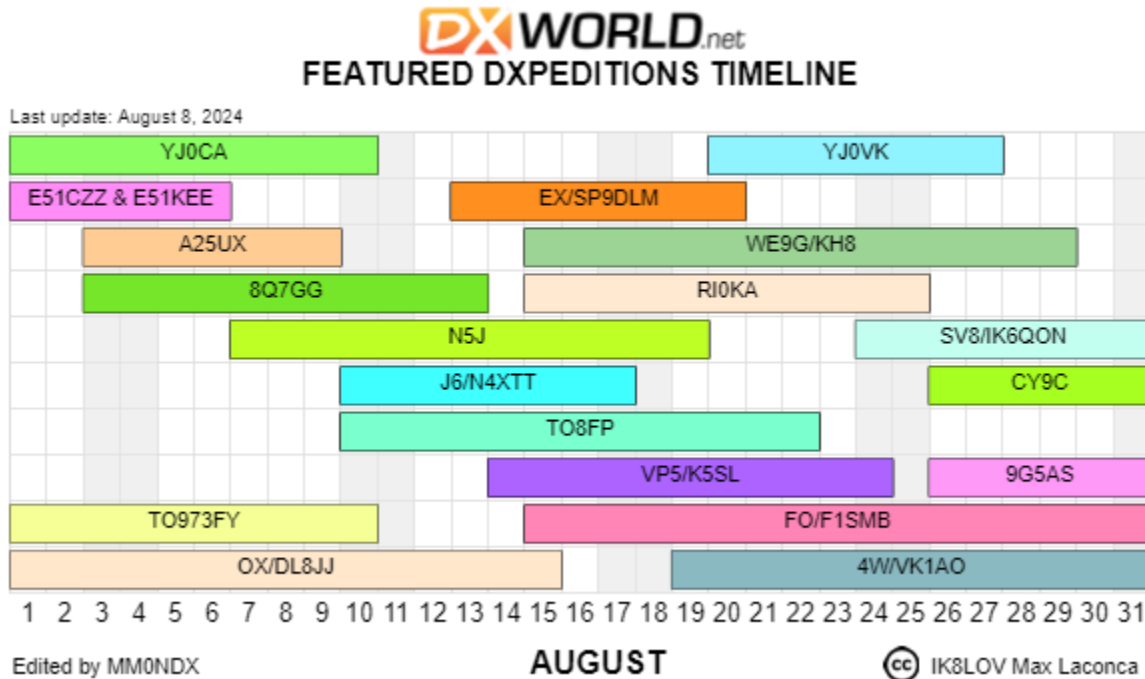 DX WORLD.net
FEATURED DXPEDITIONS TIMELINE
Last update: August 8, 2024
YJ0CA YJ0VK
E51CZZ & E51KEE EX/SP9DLM
A25UX WE9G/KH8
8Q7GG RI0KA
N5J SV8/IK6QON
J6/N4XTT CY9C
TO8FP
VP5/K5SL 9G5AS
TO973FY FO/F1SMB
OX/DL8JJ 4W/VK1AO
1 2 3 4 5 6 7 8 9 10 11 12 13 14 15 16 17 18 19 20 21 22 23 24 25 26 27 28 29 30 31
Edited by MM0NDX AUGUST cc IK8LOV Max Laconca